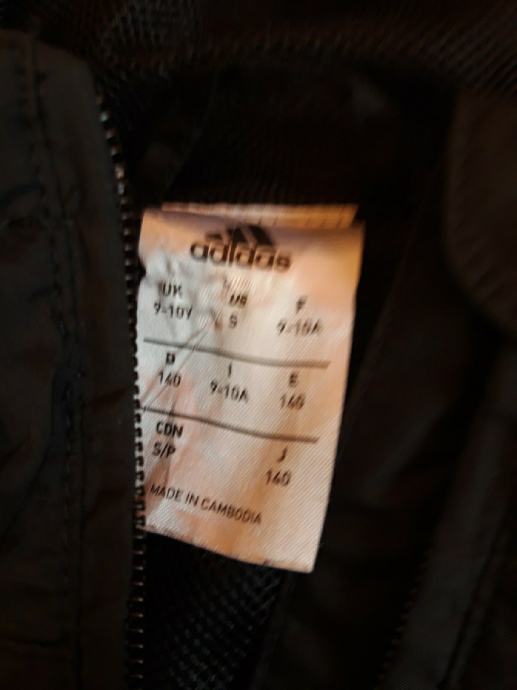 adidas
UK US F
9-10Y S 9-10A
D I E
140 9-10A 140
CDN J
S/P 140
MADE IN CAMBODIA